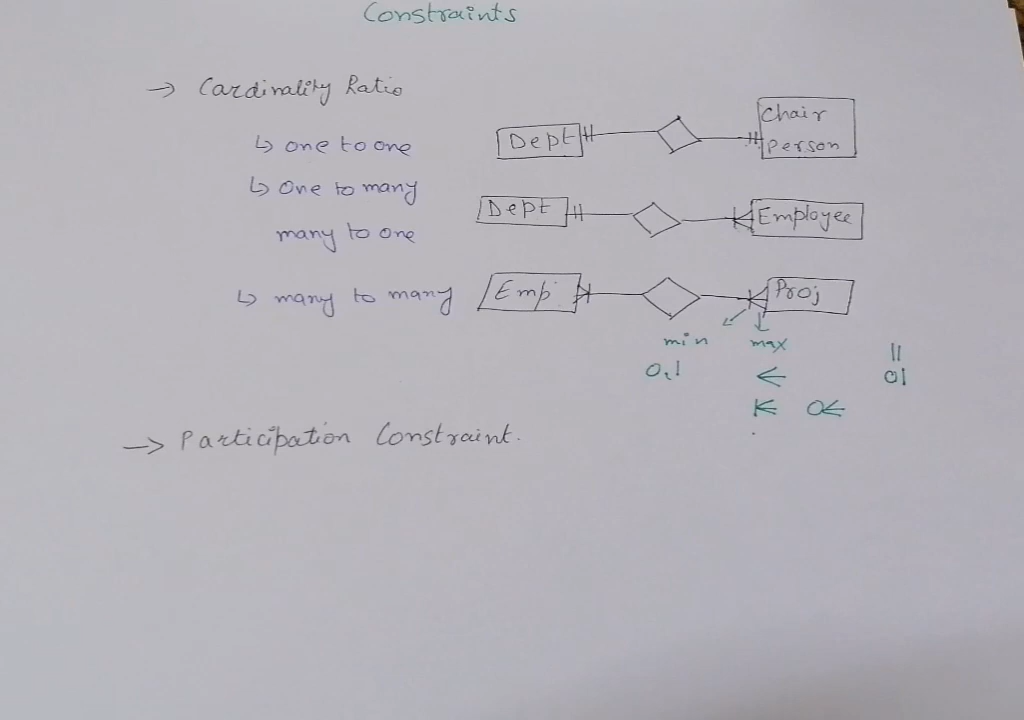 Constraints
→ Cardinality Ratio
↳ one to one
Dept
Chair
Person
↳ One to many
Dept
Employee
many to one
↳ many to many
Emp
Proj
min
max
0,1
01
→ Participation Constraint.